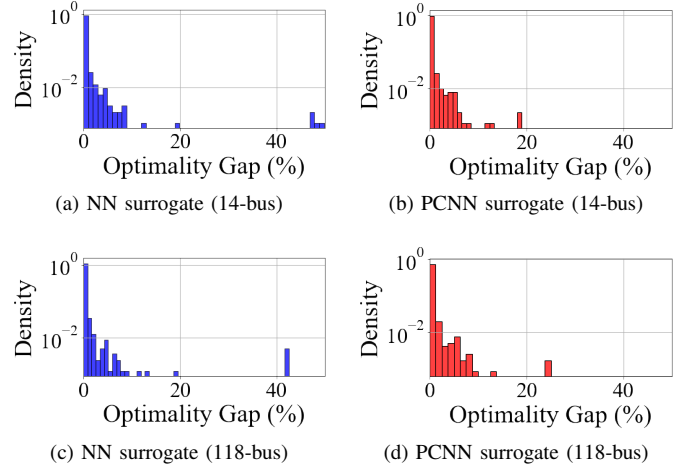 10^0
10^-2
Density
0 20 40
Optimality Gap (%)
(a) NN surrogate (14-bus)
10^0
10^-2
Density
0 20 40
Optimality Gap (%)
(b) PCNN surrogate (14-bus)
10^0
10^-2
Density
0 20 40
Optimality Gap (%)
(c) NN surrogate (118-bus)
10^0
10^-2
Density
0 20 40
Optimality Gap (%)
(d) PCNN surrogate (118-bus)